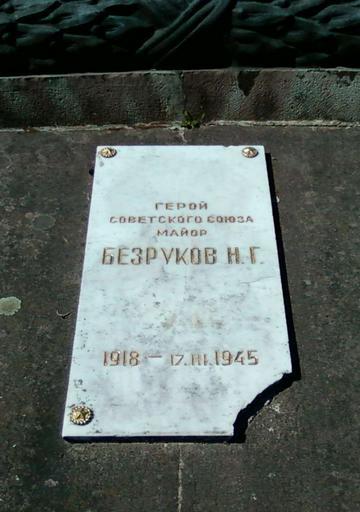 ГЕРОЙ
СОВЕТСКОГО СОЮЗА
МАЙОР
БЕЗРУКОВ Н. Г.
1918 — 17. III. 1945